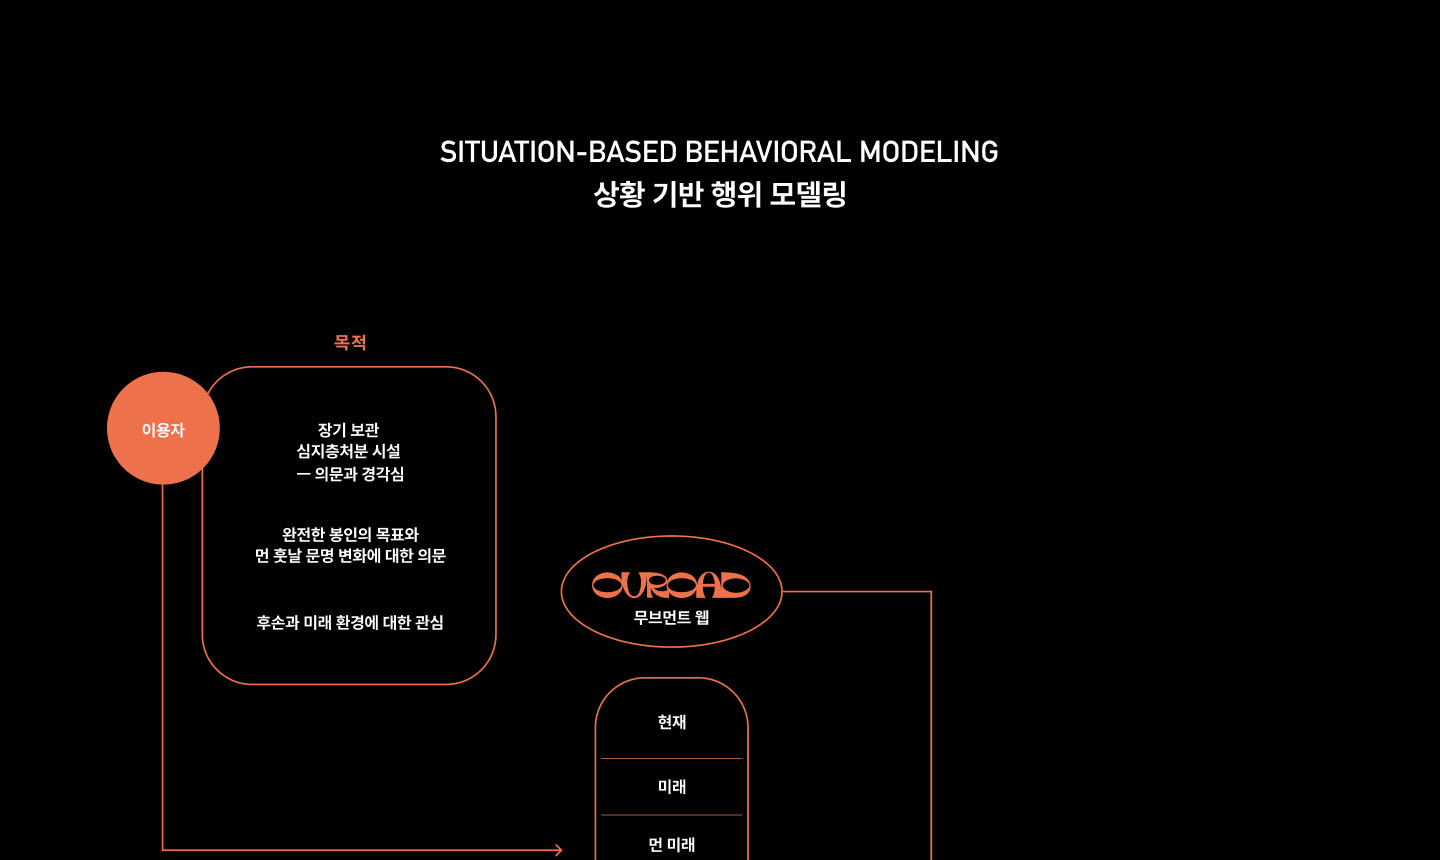 SITUATION-BASED BEHAVIORAL MODELING
상황 기반 행위 모델링
목적
이용자
장기 보관
심지층처분 시설
— 의문과 경각심
완전한 봉인의 목표와
먼 훗날 문명 변화에 대한 의문
후손과 미래 환경에 대한 관심
OUROAD
무브먼트 웹
현재
미래
먼 미래